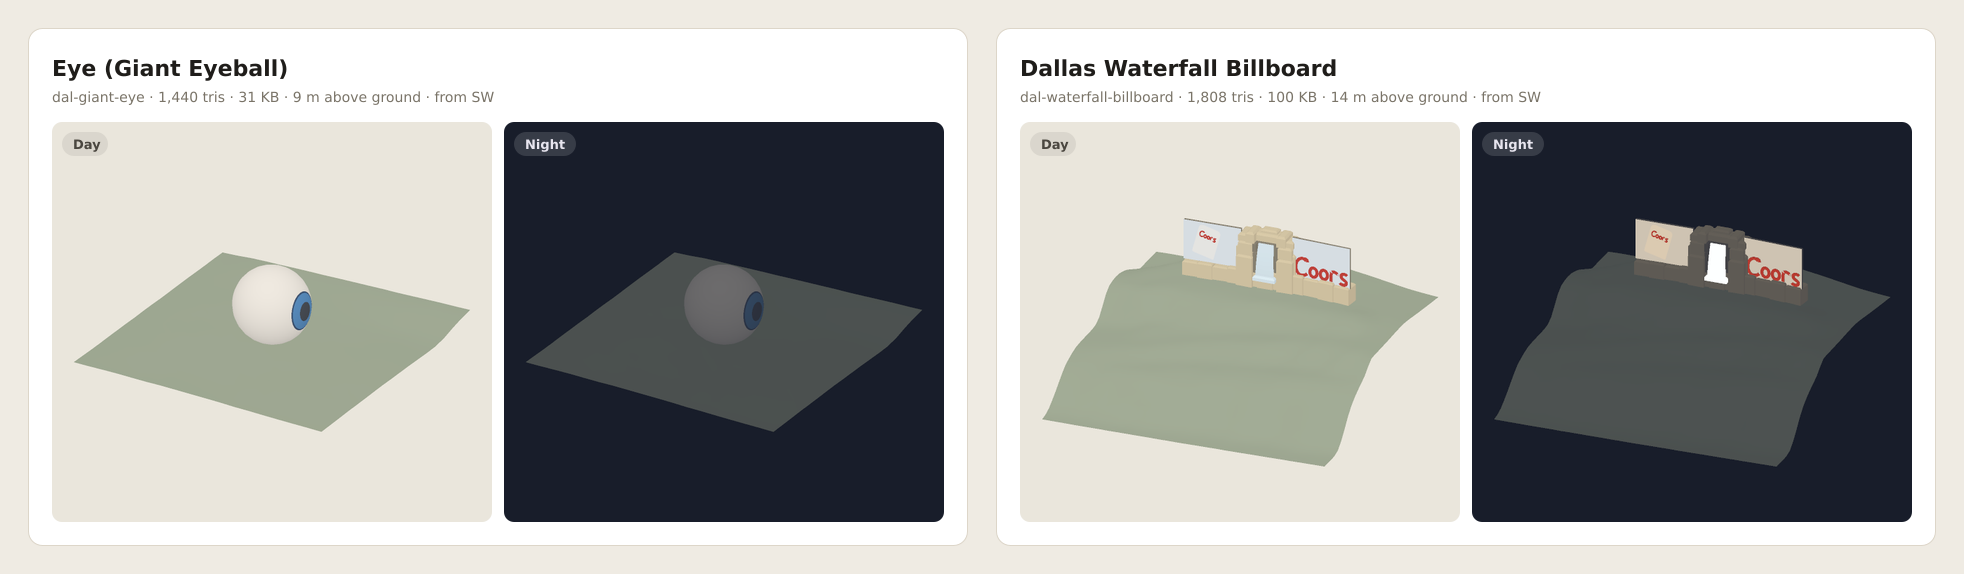 Eye (Giant Eyeball)
dal-giant-eye · 1,440 tris · 31 KB · 9 m above ground · from SW
Day
Night
Dallas Waterfall Billboard
dal-waterfall-billboard · 1,808 tris · 100 KB · 14 m above ground · from SW
Day
Coors
Coors
Night
Coors
Coors